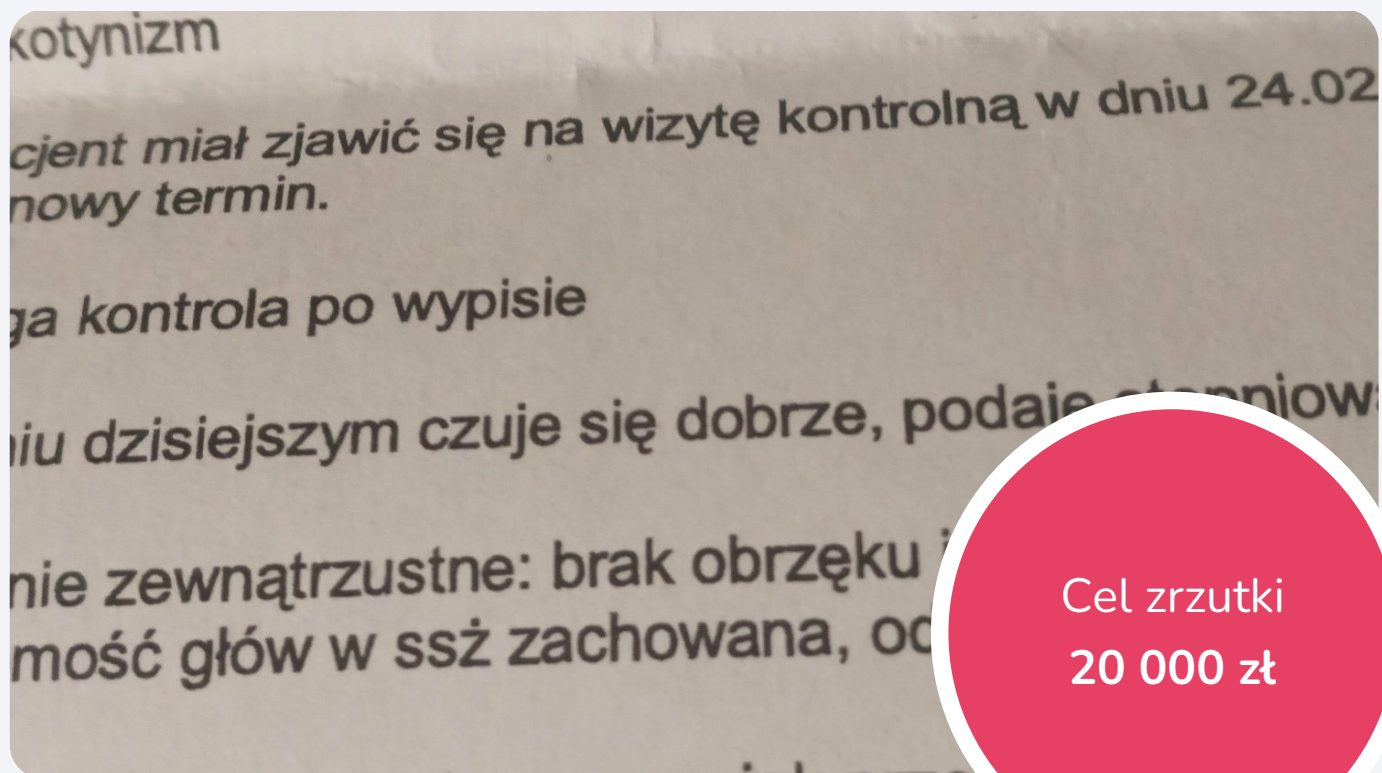 kotynizm
cjent miał zjawić się na wizytę kontrolną w dniu 24.02
nowy termin.
ga kontrola po wypisie
niu dzisiejszym czuje się dobrze, podaje
nie zewnątrzustne: brak obrzęku
mość głów w ssż zachowana,
Cel zrzutki
20 000 zł